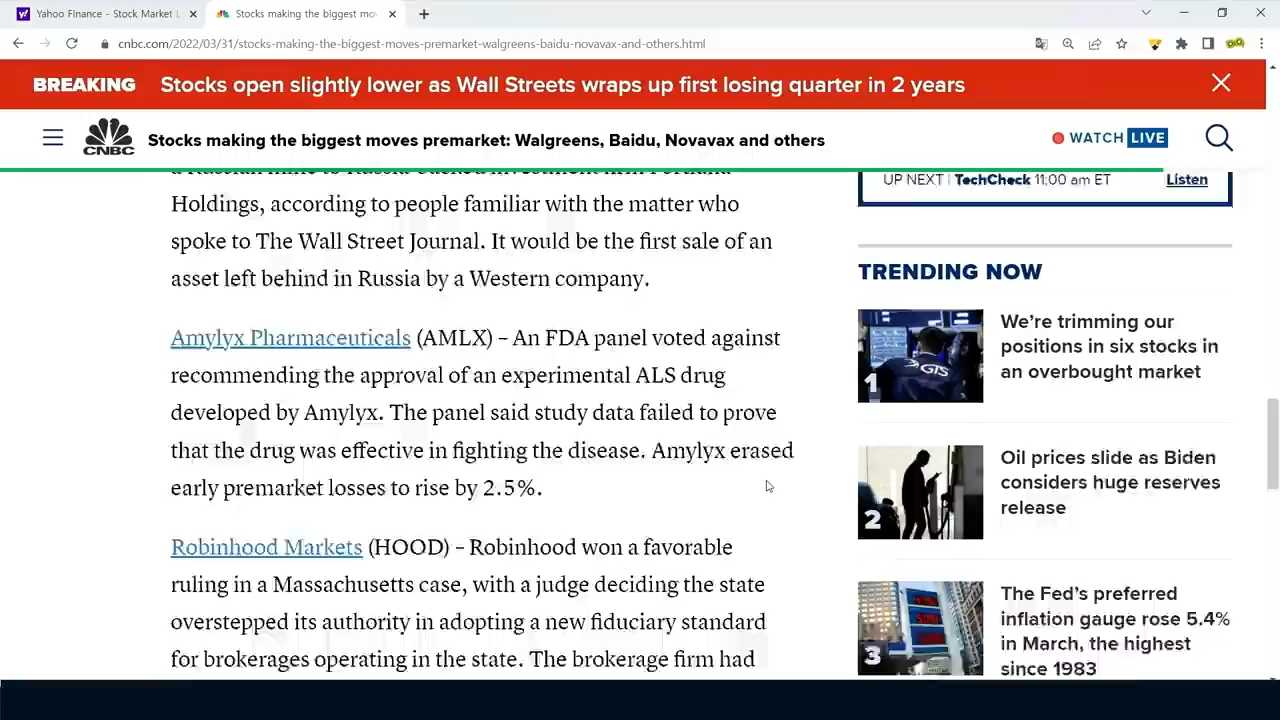 Yahoo Finance - Stock Market L
Stocks making the biggest mov
cnbc.com/2022/03/31/stocks-making-the-biggest-moves-premarket-walgreens-baidu-novavax-and-others.html
BREAKING Stocks open slightly lower as Wall Streets wraps up first losing quarter in 2 years
CNBC
Stocks making the biggest moves premarket: Walgreens, Baidu, Novavax and others
WATCH LIVE
a Russian mine to Russia-backed investment firm
Holdings, according to people familiar with the matter who
spoke to The Wall Street Journal. It would be the first sale of an
asset left behind in Russia by a Western company.
Amylyx Pharmaceuticals (AMLX) – An FDA panel voted against
recommending the approval of an experimental ALS drug
developed by Amylyx. The panel said study data failed to prove
that the drug was effective in fighting the disease. Amylyx erased
early premarket losses to rise by 2.5%.
Robinhood Markets (HOOD) – Robinhood won a favorable
ruling in a Massachusetts case, with a judge deciding the state
overstepped its authority in adopting a new fiduciary standard
for brokerages operating in the state. The brokerage firm had
UP NEXT | TechCheck 11:00 am ET
Listen
TRENDING NOW
1
We're trimming our
positions in six stocks in
an overbought market
GTS
2
Oil prices slide as Biden
considers huge reserves
release
3
The Fed's preferred
inflation gauge rose 5.4%
in March, the highest
since 1983